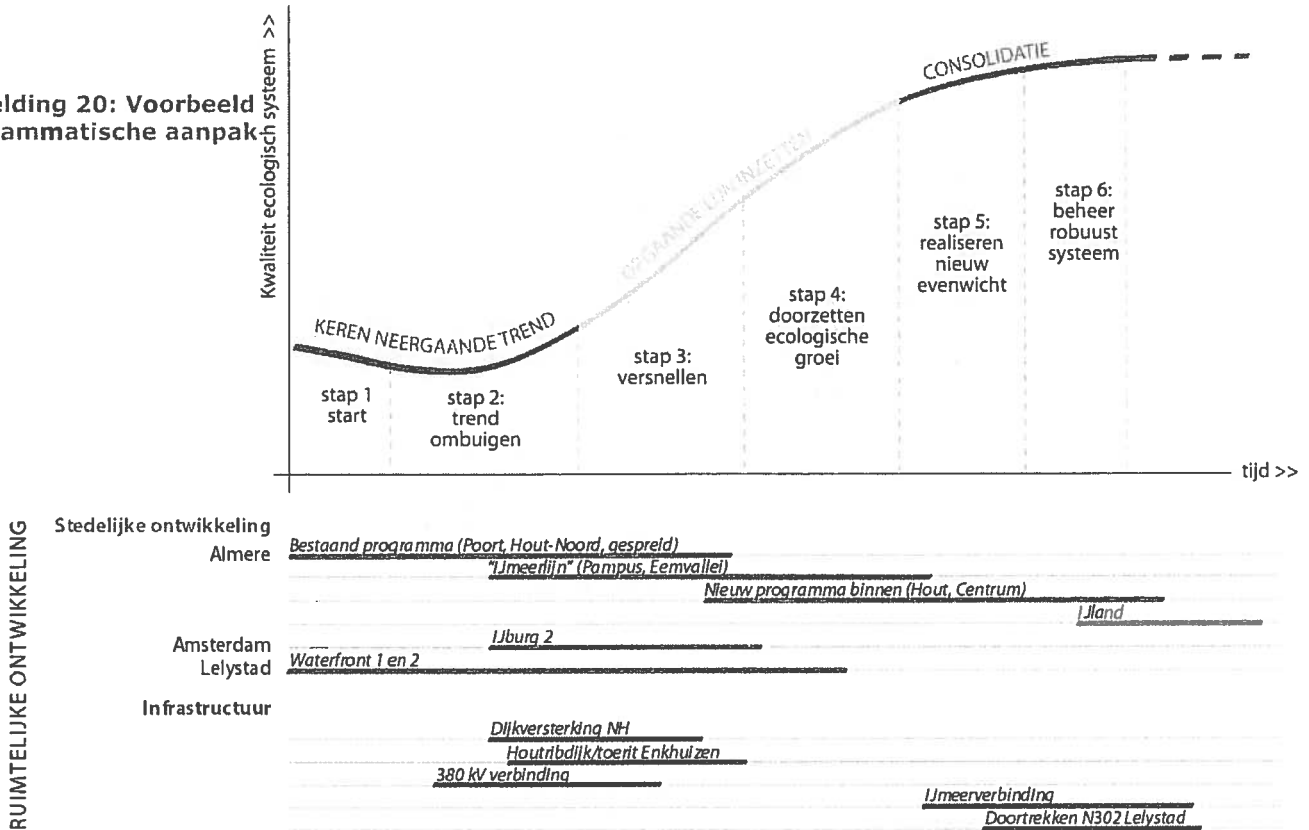 Kwaliteit ecologisch systeem >>
elding 20: Voorbeeld
ammatische aanpak
KEREN NEERGAANDE TREND
OPGAANDE LIJN INZETTEN
CONSOLIDATIE
stap 1
start
stap 2:
trend
ombuigen
stap 3:
versnellen
stap 4:
doorzetten
ecologische
groei
stap 5:
realiseren
nieuw
evenwicht
stap 6:
beheer
robuust
systeem
tijd >>
RUIMTELIJKE ONTWIKKELING
Stedelijke ontwikkeling
Almere
Bestaand programma (Poort, Hout-Noord, gespreid)
"IJmeerlijn" (Pampus, Eemvallei)
Nieuw programma binnen (Hout, Centrum)
IJland
Amsterdam
IJburg 2
Lelystad
Waterfront 1 en 2
Infrastructuur
Dijkversterking NH
Houtribdijk/toerit Enkhuizen
380 kV verbinding
IJmeerverbinding
Doortrekken N302 Lelystad